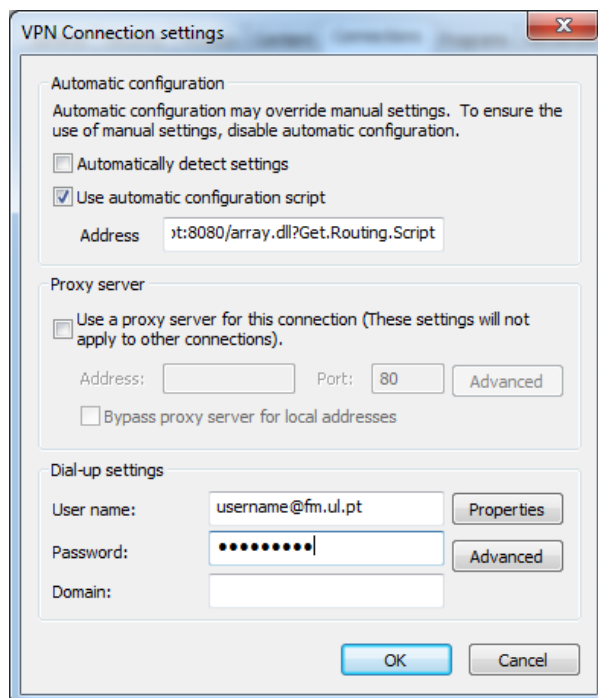 VPN Connection settings
Connections
Automatic configuration
Automatic configuration may override manual settings. To ensure the
use of manual settings, disable automatic configuration.
Automatically detect settings
Use automatic configuration script
Address ot:8080/array.dll?Get.Routing.Script
Proxy server
Use a proxy server for this connection (These settings will not
apply to other connections).
Address: Port: 80 Advanced
Bypass proxy server for local addresses
Dial-up settings
User name: username@fm.ul.pt Properties
Password: ●●●●●●●●● Advanced
Domain:
OK Cancel